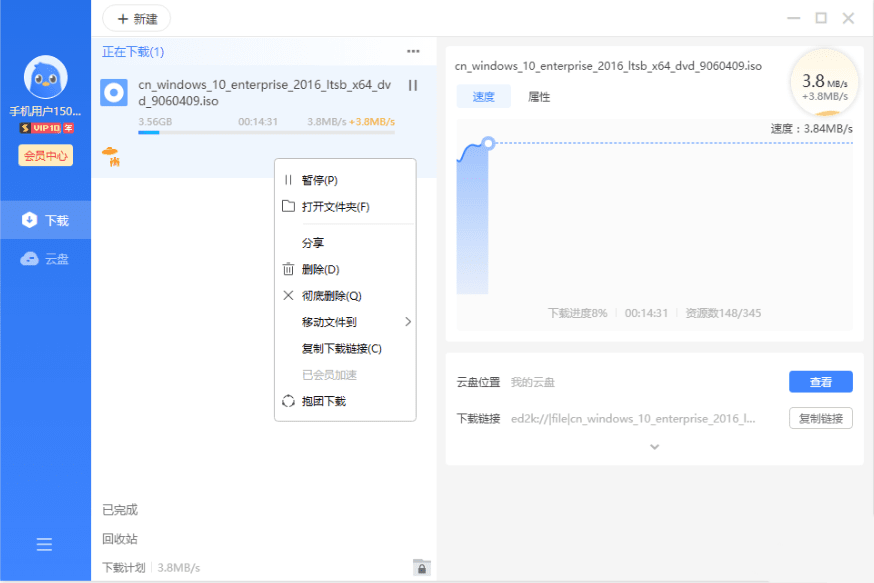 新建
正在下载(1)
cn_windows_10_enterprise_2016_ltsb_x64_dv
d_9060409.iso
3.56GB 00:14:31 3.8MB/s +3.8MB/s
手机用户150...
VIP10 年
会员中心
下载
云盘
暂停(P)
打开文件夹(F)
分享
删除(D)
彻底删除(Q)
移动文件到
复制下载链接(C)
已会员加速
抱团下载
已完成
回收站
下载计划 3.8MB/s
cn_windows_10_enterprise_2016_ltsb_x64_dvd_9060409.iso
3.8 MB/s
+3.8MB/s
速度 属性
速度：3.84MB/s
下载进度8% 00:14:31 资源数148/345
云盘位置 我的云盘 查看
下载链接 ed2k://|file|cn_windows_10_enterprise_2016_l... 复制链接